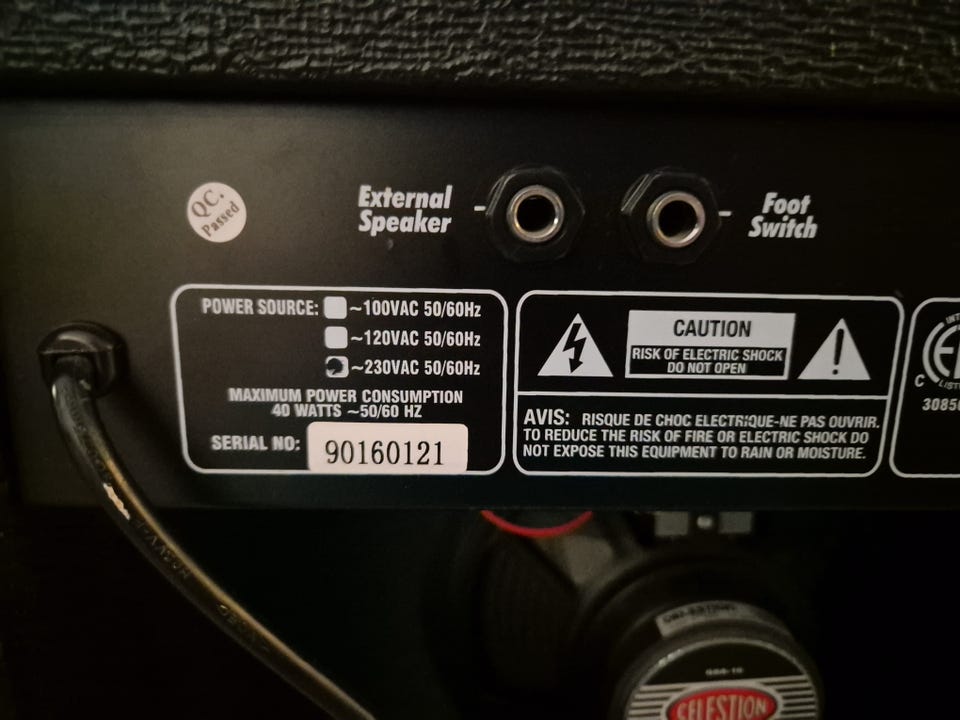 QC.
Passed
External
Speaker
Foot
Switch
POWER SOURCE: ~100VAC 50/60Hz
~120VAC 50/60Hz
~230VAC 50/60Hz
MAXIMUM POWER CONSUMPTION
40 WATTS ~50/60 HZ
SERIAL NO: 90160121
CAUTION
RISK OF ELECTRIC SHOCK
DO NOT OPEN
AVIS: RISQUE DE CHOC ELECTRIQUE-NE PAS OUVRIR.
TO REDUCE THE RISK OF FIRE OR ELECTRIC SHOCK DO
NOT EXPOSE THIS EQUIPMENT TO RAIN OR MOISTURE.
C
3085
CELESTION